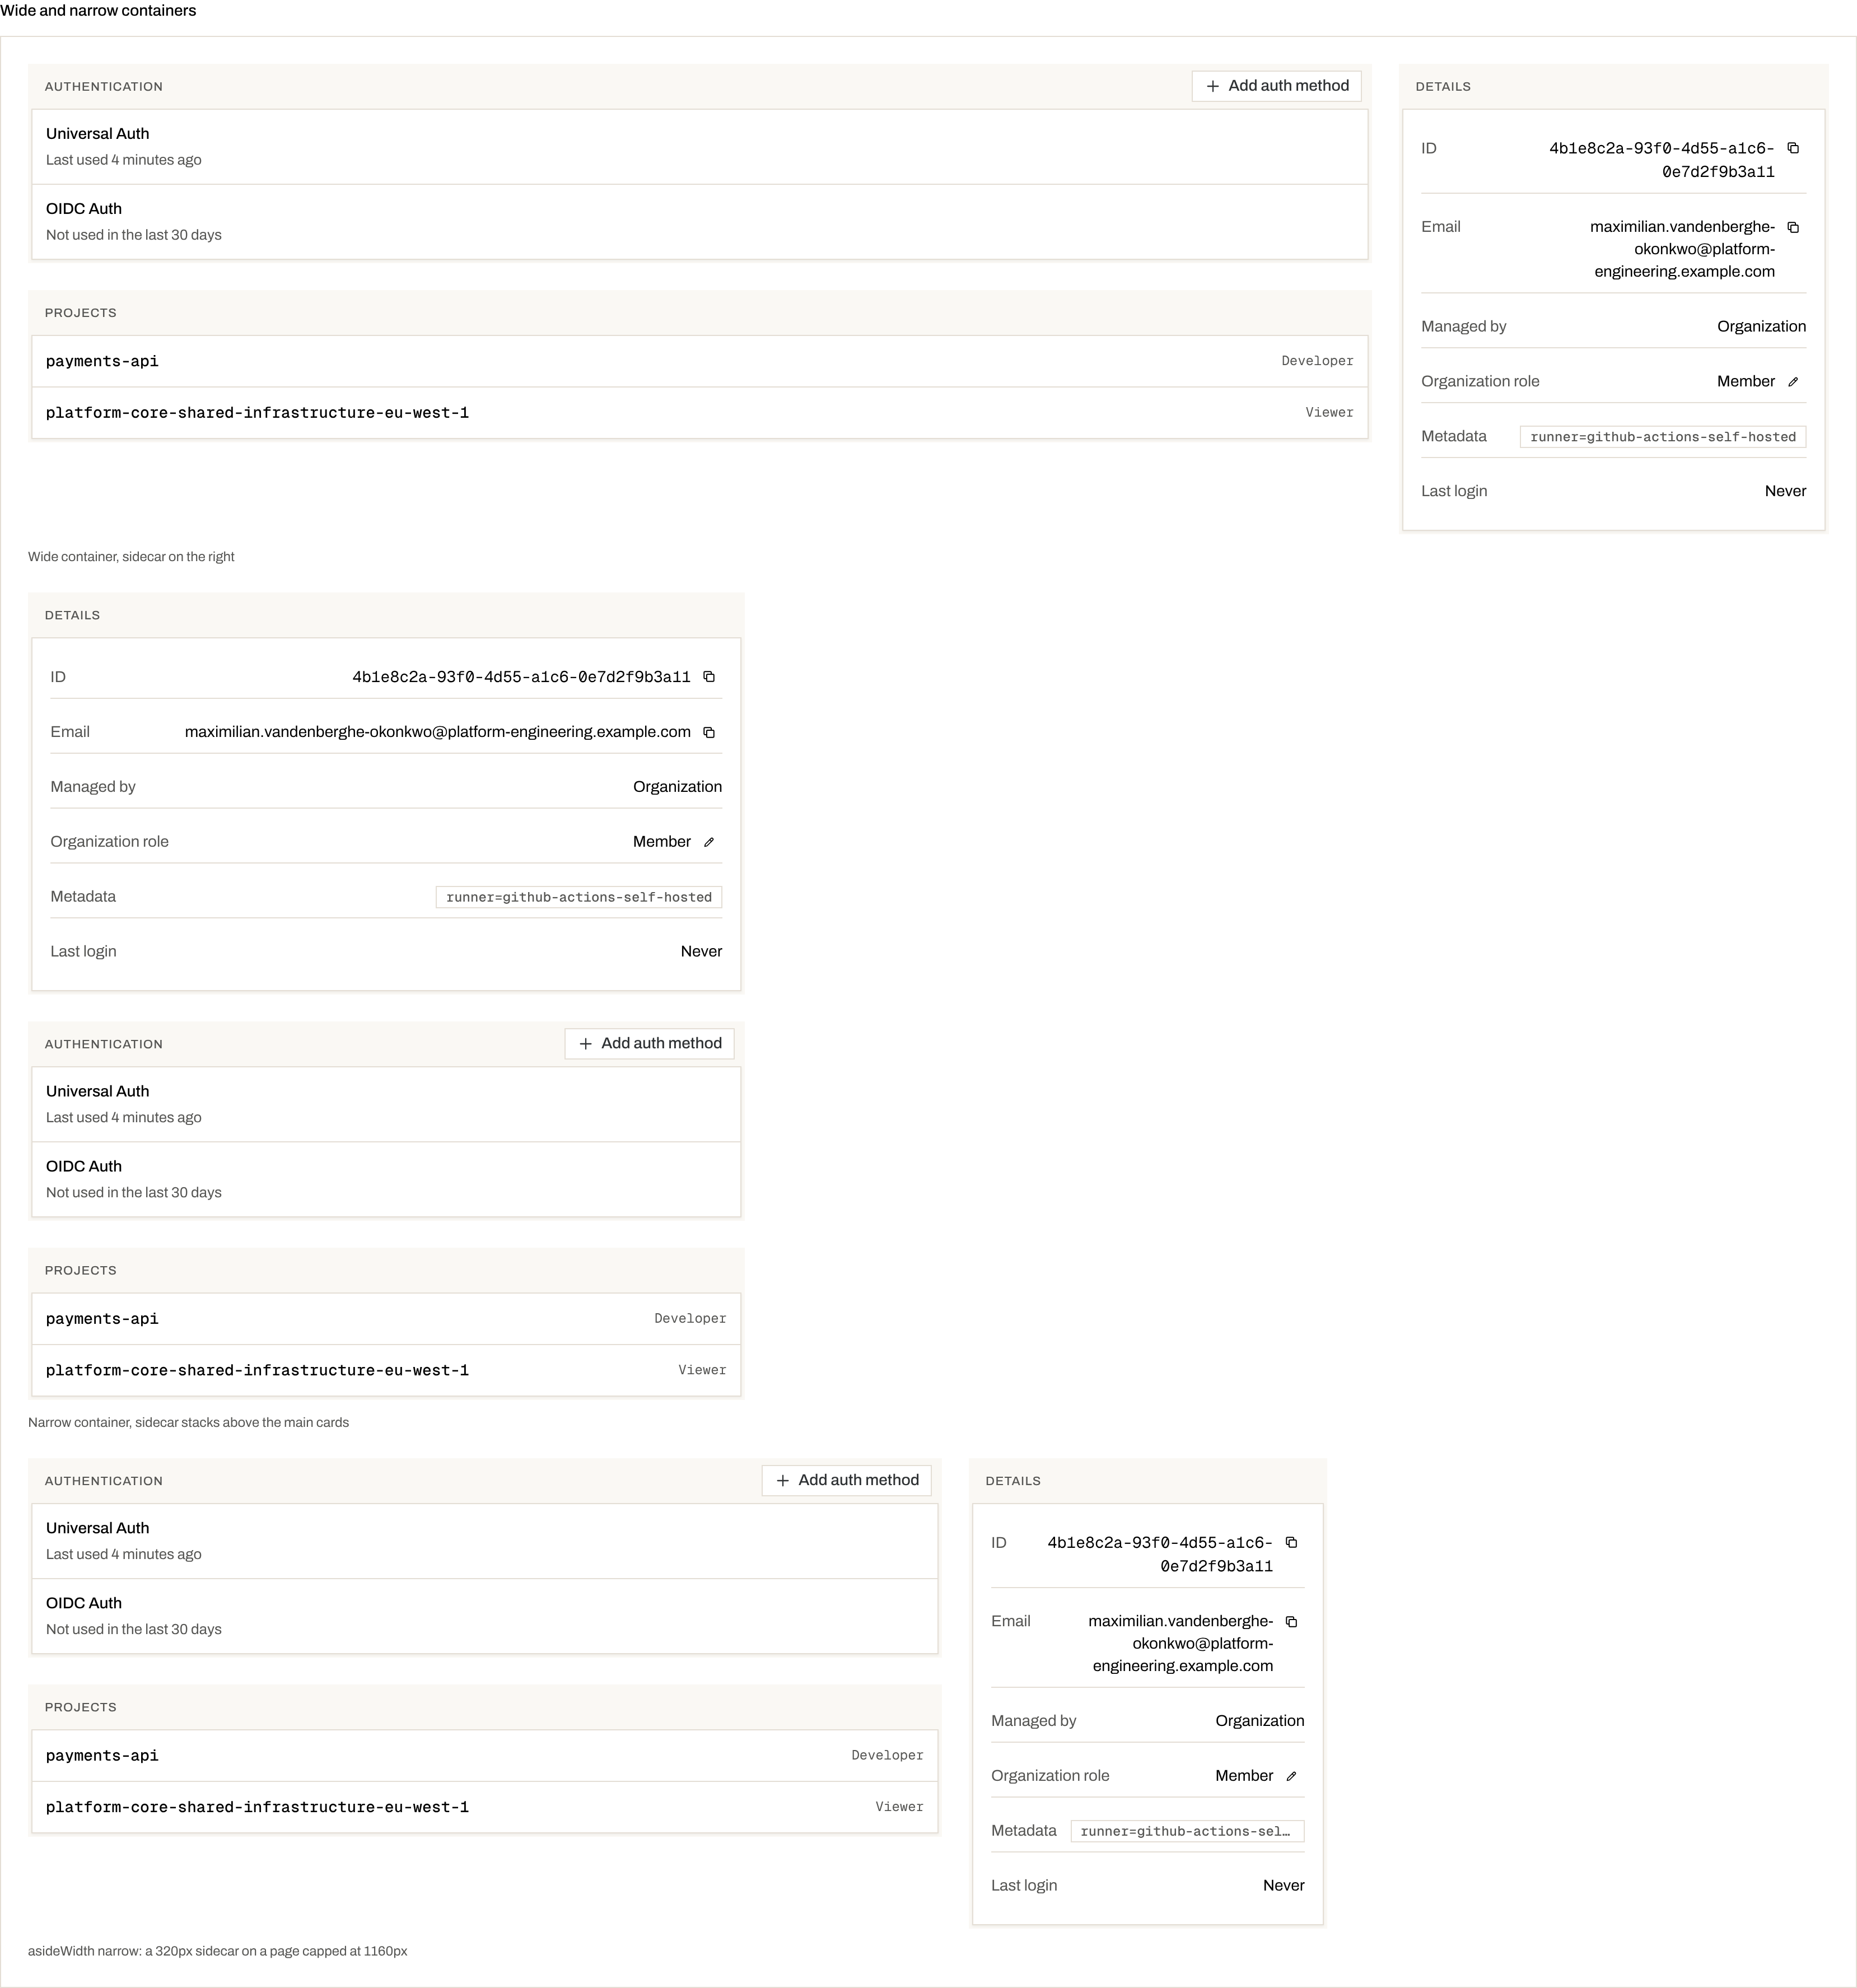 Wide and narrow containers
AUTHENTICATION
Add auth method
Universal Auth
Last used 4 minutes ago
OIDC Auth
Not used in the last 30 days
PROJECTS
payments-api
Developer
platform-core-shared-infrastructure-eu-west-1
Viewer
DETAILS
ID
4b1e8c2a-93f0-4d55-a1c6-
0e7d2f9b3a11
Email
maximilian.vandenberghe-
okonkwo@platform-
engineering.example.com
Managed by
Organization
Organization role
Member
Metadata
runner=github-actions-self-hosted
Last login
Never
Wide container, sidecar on the right
DETAILS
ID
4b1e8c2a-93f0-4d55-a1c6-0e7d2f9b3a11
Email
maximilian.vandenberghe-okonkwo@platform-engineering.example.com
Managed by
Organization
Organization role
Member
Metadata
runner=github-actions-self-hosted
Last login
Never
AUTHENTICATION
Add auth method
Universal Auth
Last used 4 minutes ago
OIDC Auth
Not used in the last 30 days
PROJECTS
payments-api
Developer
platform-core-shared-infrastructure-eu-west-1
Viewer
Narrow container, sidecar stacks above the main cards
AUTHENTICATION
Add auth method
Universal Auth
Last used 4 minutes ago
OIDC Auth
Not used in the last 30 days
PROJECTS
payments-api
Developer
platform-core-shared-infrastructure-eu-west-1
Viewer
DETAILS
ID
4b1e8c2a-93f0-4d55-a1c6-
0e7d2f9b3a11
Email
maximilian.vandenberghe-
okonkwo@platform-
engineering.example.com
Managed by
Organization
Organization role
Member
Metadata
runner=github-actions-sel…
Last login
Never
asideWidth narrow: a 320px sidecar on a page capped at 1160px